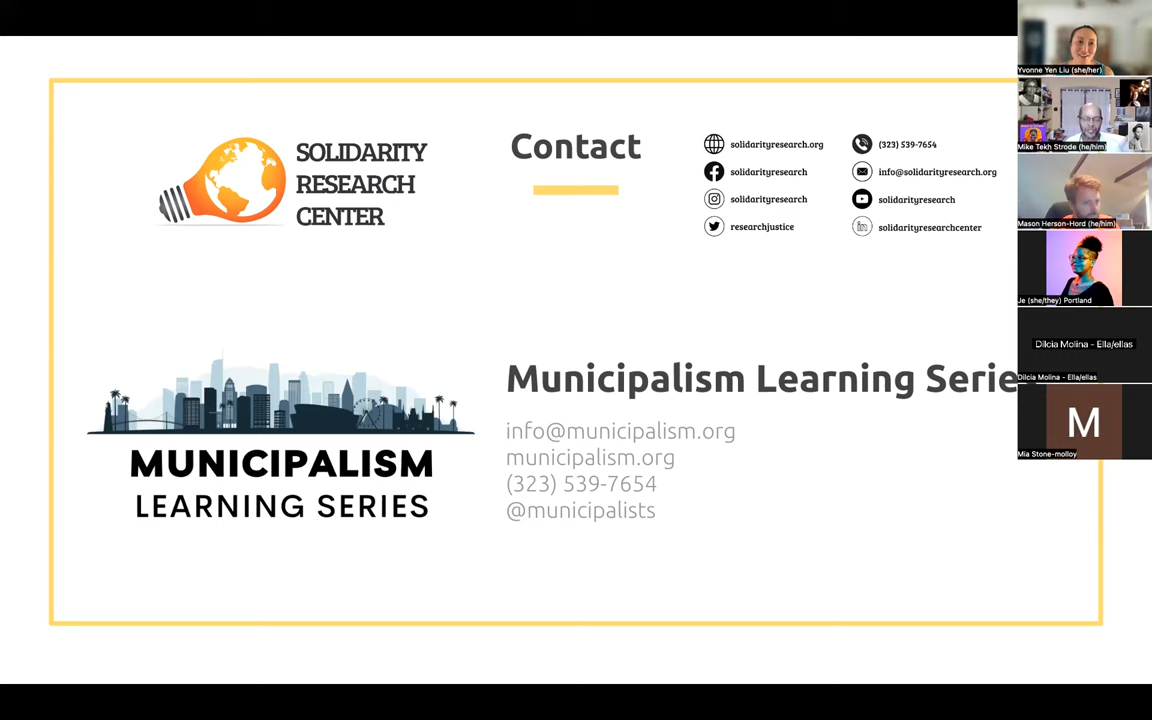 SOLIDARITY
RESEARCH
CENTER
Contact
solidarityresearch.org
solidarityresearch
solidarityresearch
researchjustice
(323) 539-7654
info@solidarityresearch.org
solidarityresearch
in
solidarityresearchcenter
MUNICIPALISM
LEARNING SERIES
Municipalism Learning Serie
info@municipalism.org
municipalism.org
(323) 539-7654
@municipalists
Yvonne Yen Liu (she/her)
Mike Tekh Strode (he/him)
Mason Herson-Hord (he/him)
Je (she/they) Portland
Dilcia Molina - Ella/ellas
Dilcia Molina - Ella/ellas
M
Mia Stone-molloy